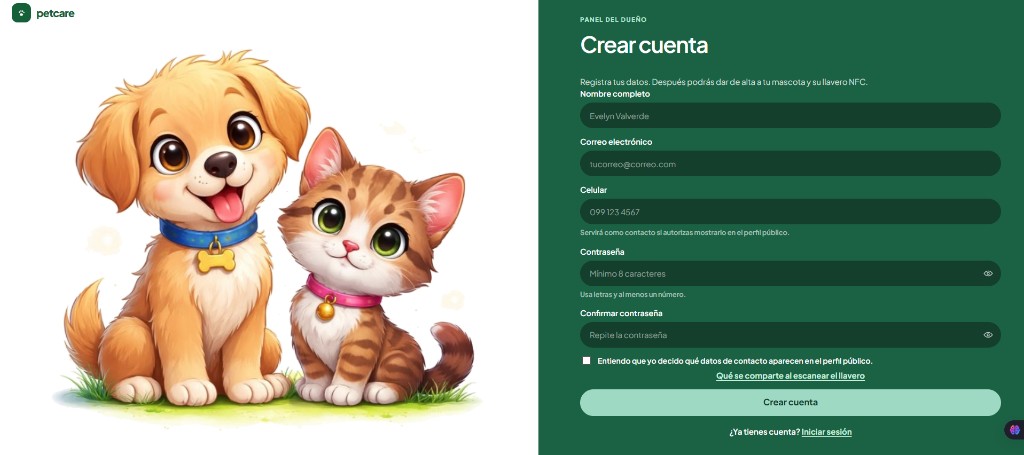 petcare
PANEL DEL DUEÑO
Crear cuenta
Registra tus datos. Después podrás dar de alta a tu mascota y su llavero NFC.
Nombre completo
Evelyn Valverde
Correo electrónico
tucorreo@correo.com
Celular
099 123 4567
Servirá como contacto si autorizas mostrarlo en el perfil público.
Contraseña
Mínimo 8 caracteres
Usa letras y al menos un número.
Confirmar contraseña
Repite la contraseña
Entiendo que yo decido qué datos de contacto aparecen en el perfil público.
Qué se comparte al escanear el llavero
Crear cuenta
¿Ya tienes cuenta? Iniciar sesión